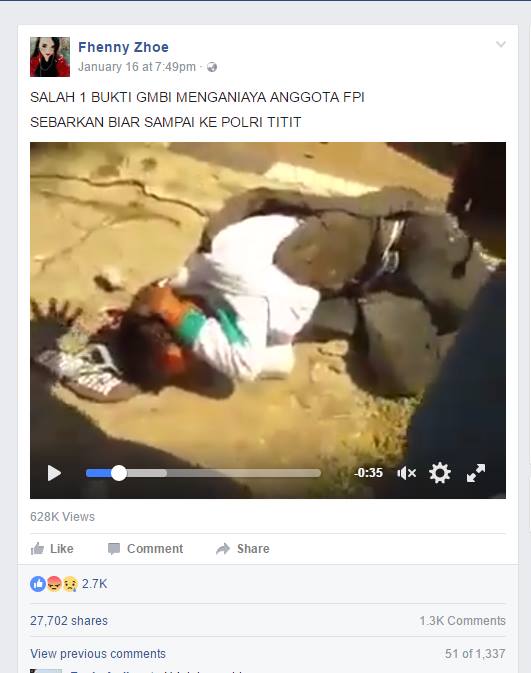 Fhenny Zhoe
January 16 at 7:49pm ·
SALAH 1 BUKTI GMBI MENGANIAYA ANGGOTA FPI
SEBARKAN BIAR SAMPAI KE POLRI TITIT
-0:35
628K Views
Like Comment Share
2.7K
27,702 shares 1.3K Comments
View previous comments 51 of 1,337